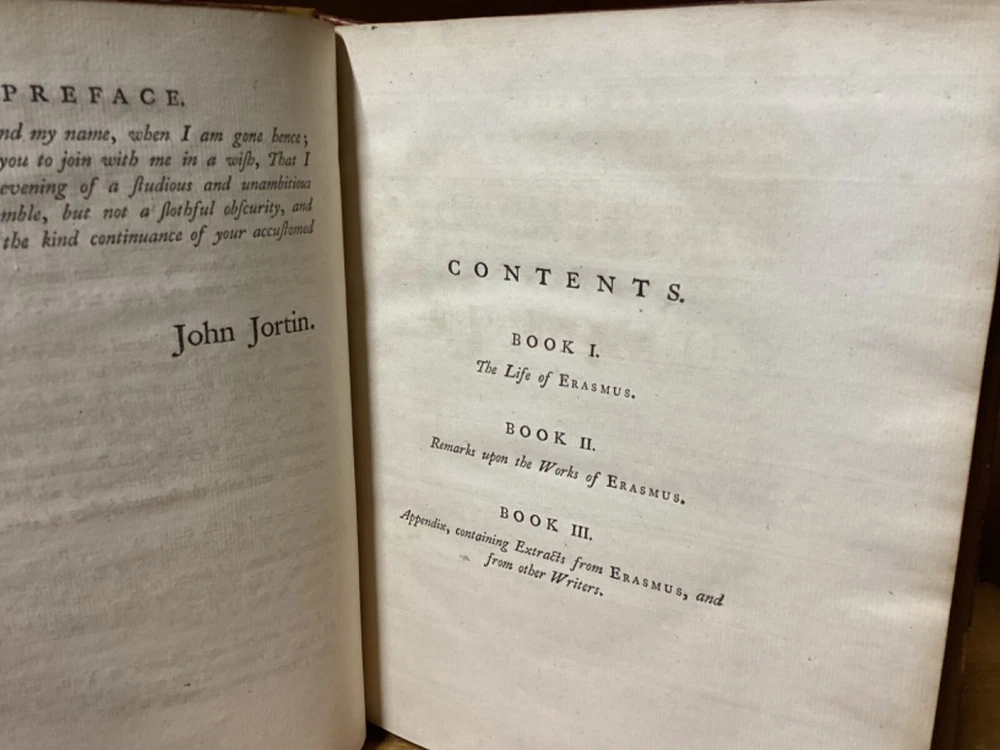 PREFACE.
nd my name, when I am gone hence;
you to join with me in a wiſh, That I
evening of a ſtudious and unambitious
mble, but not a ſlothful obſcurity, and
the kind continuance of your accuſtomed
John Jortin.
CONTENTS.
BOOK I.
The Life of ERASMUS.
BOOK II.
Remarks upon the Works of ERASMUS.
BOOK III.
Appendix, containing Extracts from ERASMUS, and
from other Writers.